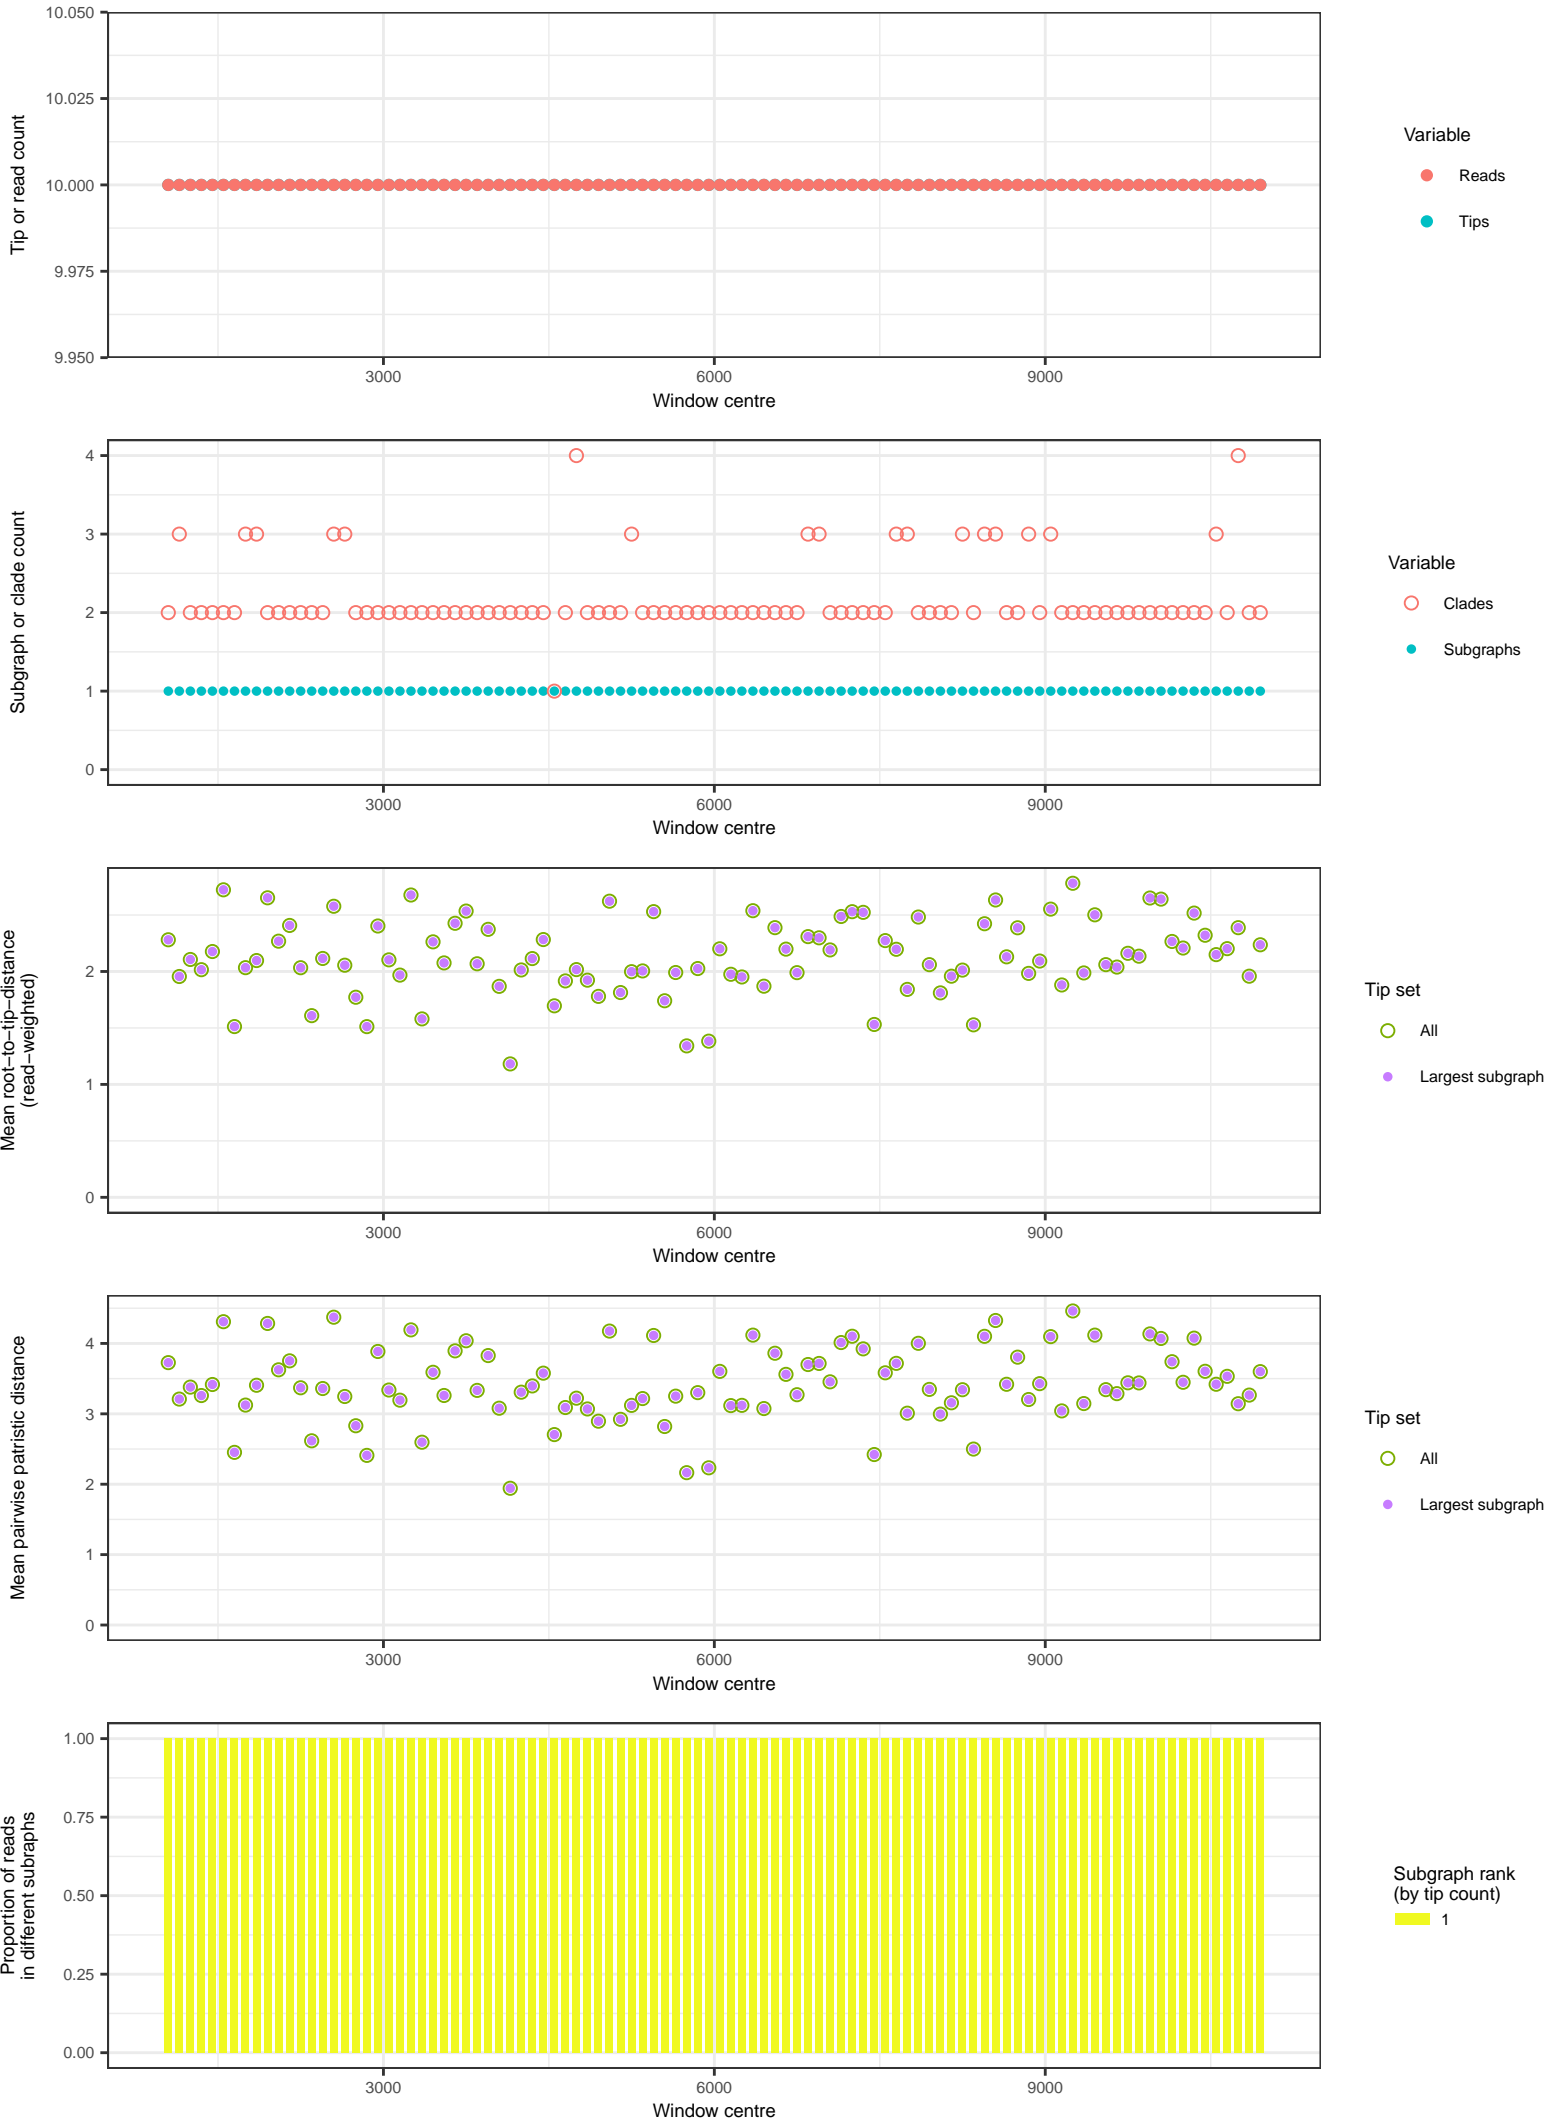 10.050
10.025
10.000
9.975
9.950
Tip or read count
3000 6000 9000
Window centre
Variable
Reads
Tips
4
3
2
1
0
Subgraph or clade count
3000 6000 9000
Window centre
Variable
Clades
Subgraphs
2
1
0
Mean root−to−tip−distance
(read−weighted)
3000 6000 9000
Window centre
Tip set
All
Largest subgraph
4
3
2
1
0
Mean pairwise patristic distance
3000 6000 9000
Window centre
Tip set
All
Largest subgraph
1.00
0.75
0.50
0.25
0.00
Proportion of reads
in different subraphs
3000 6000 9000
Window centre
Subgraph rank
(by tip count)
1